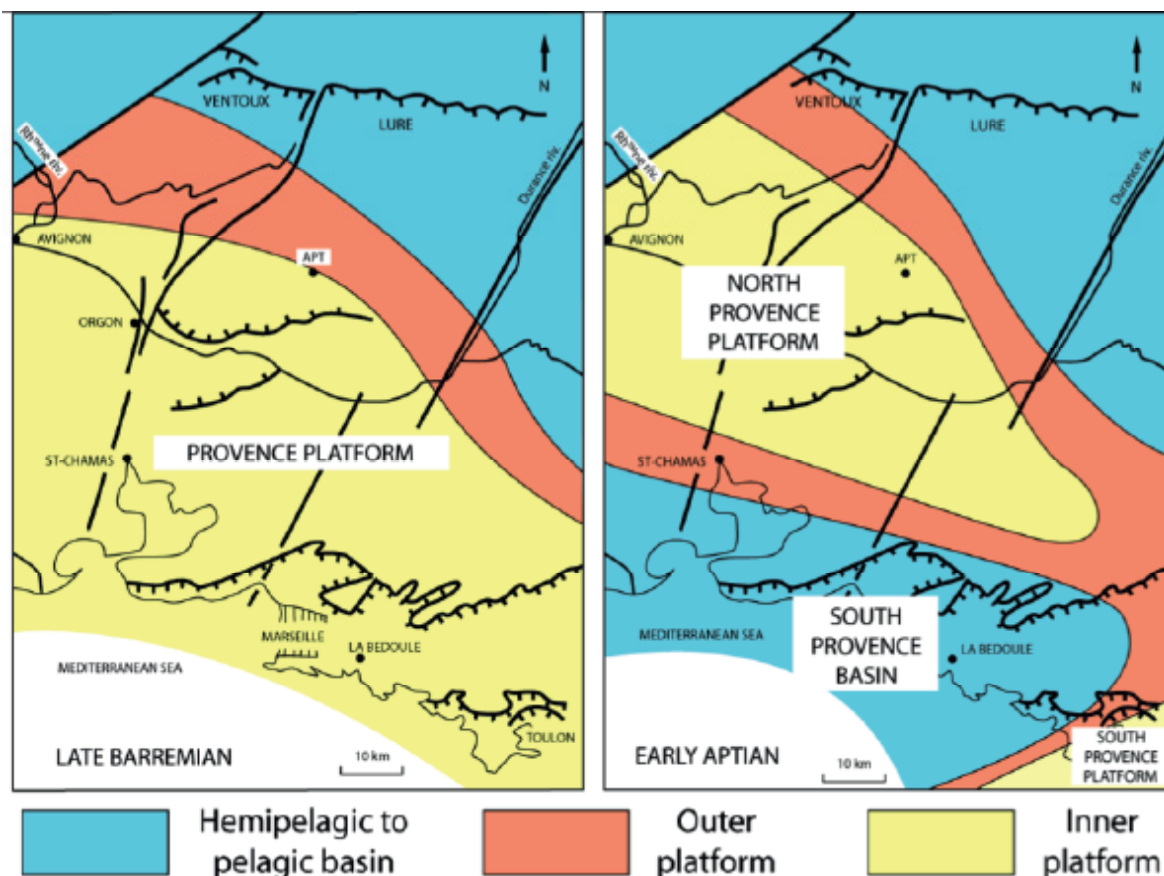 VENTOUX
LURE
N
Rhône riv.
Durance riv.
AVIGNON
APT
ORGON
ST-CHAMAS
PROVENCE PLATFORM
MARSEILLE
LA BEDOULE
MEDITERRANEAN SEA
TOULON
LATE BARREMIAN
10 km
VENTOUX
LURE
N
Durance riv.
AVIGNON
APT
NORTH
PROVENCE
PLATFORM
ST-CHAMAS
MEDITERRANEAN SEA
SOUTH
PROVENCE
BASIN
LA BEDOULE
EARLY APTIAN
10 km
SOUTH
PROVENCE
PLATFORM
Hemipelagic to
pelagic basin
Outer
platform
Inner
platform